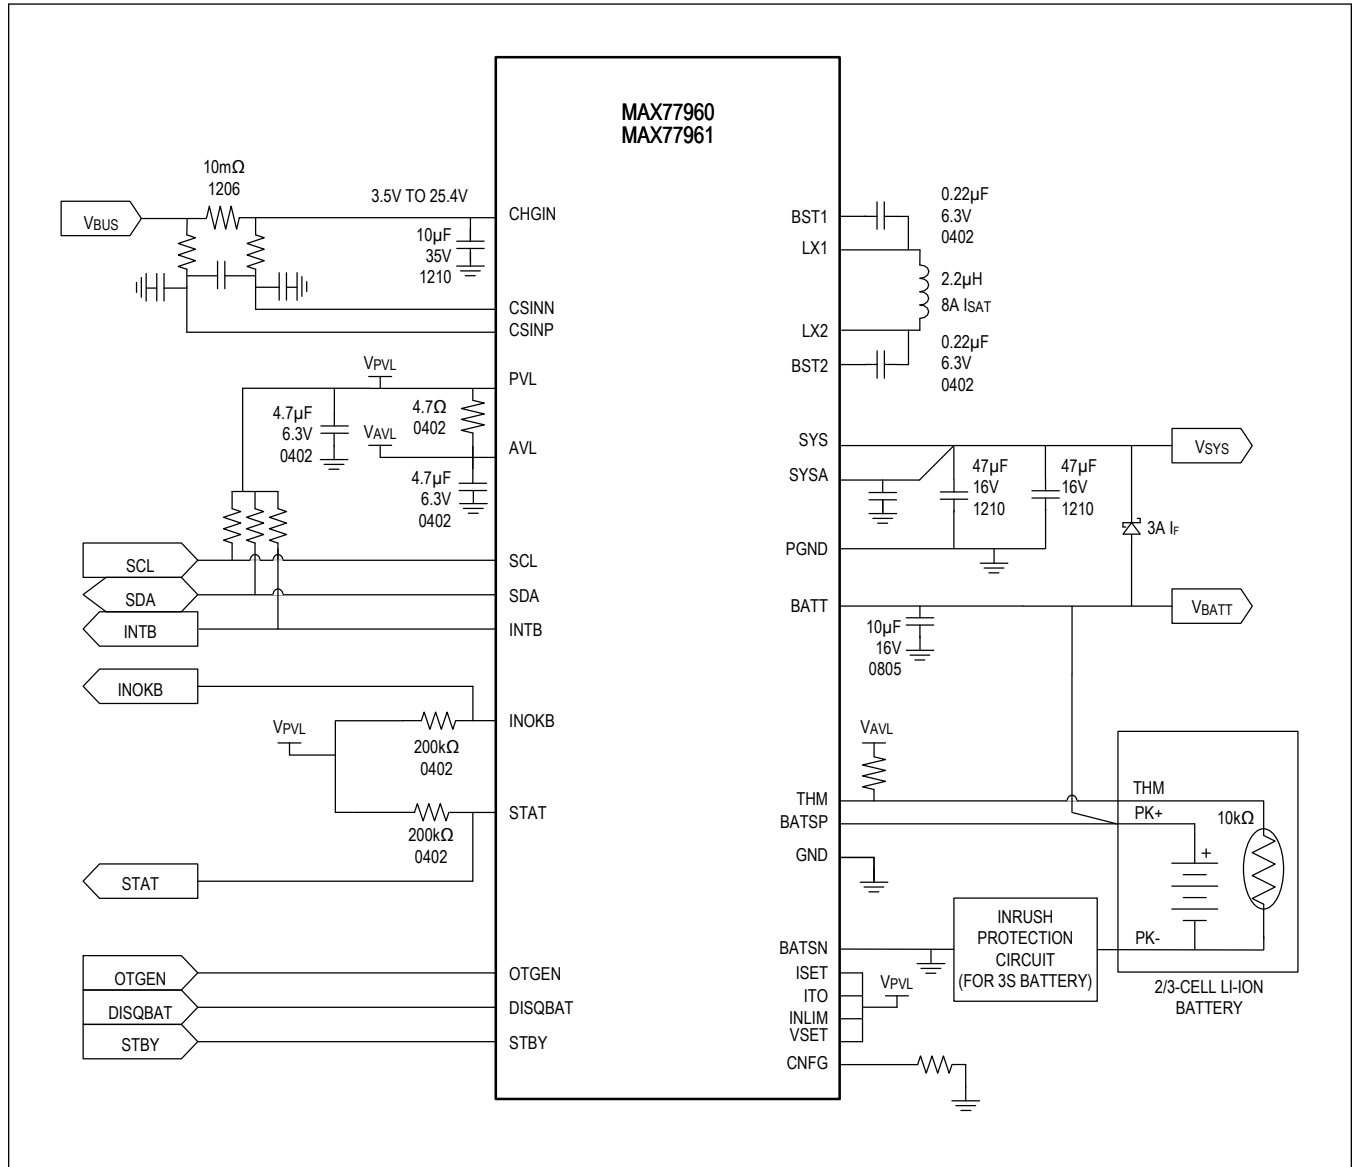 MAX77960
MAX77961
10mΩ
1206
3.5V TO 25.4V
VBUS
CHGIN
10µF
35V
1210
CSINN
CSINP
VPVL
PVL
4.7µF
6.3V
0402
4.7Ω
0402
VAVL
AVL
4.7µF
6.3V
0402
SCL
SCL
SDA
SDA
INTB
INTB
INOKB
INOKB
VPVL
200kΩ
0402
STAT
200kΩ
0402
STAT
OTGEN
OTGEN
DISQBAT
DISQBAT
STBY
STBY
BST1
0.22µF
6.3V
0402
LX1
2.2µH
8A ISAT
LX2
BST2
0.22µF
6.3V
0402
SYS
VSYS
SYSA
47µF
16V
1210
47µF
16V
1210
3A IF
PGND
BATT
VBATT
10µF
16V
0805
VAVL
THM
THM
BATSP
PK+
10kΩ
+
GND
INRUSH
PROTECTION
CIRCUIT
(FOR 3S BATTERY)
BATSN
PK-
2/3-CELL LI-ION
BATTERY
ISET
ITO
INLIM
VSET
VPVL
CNFG